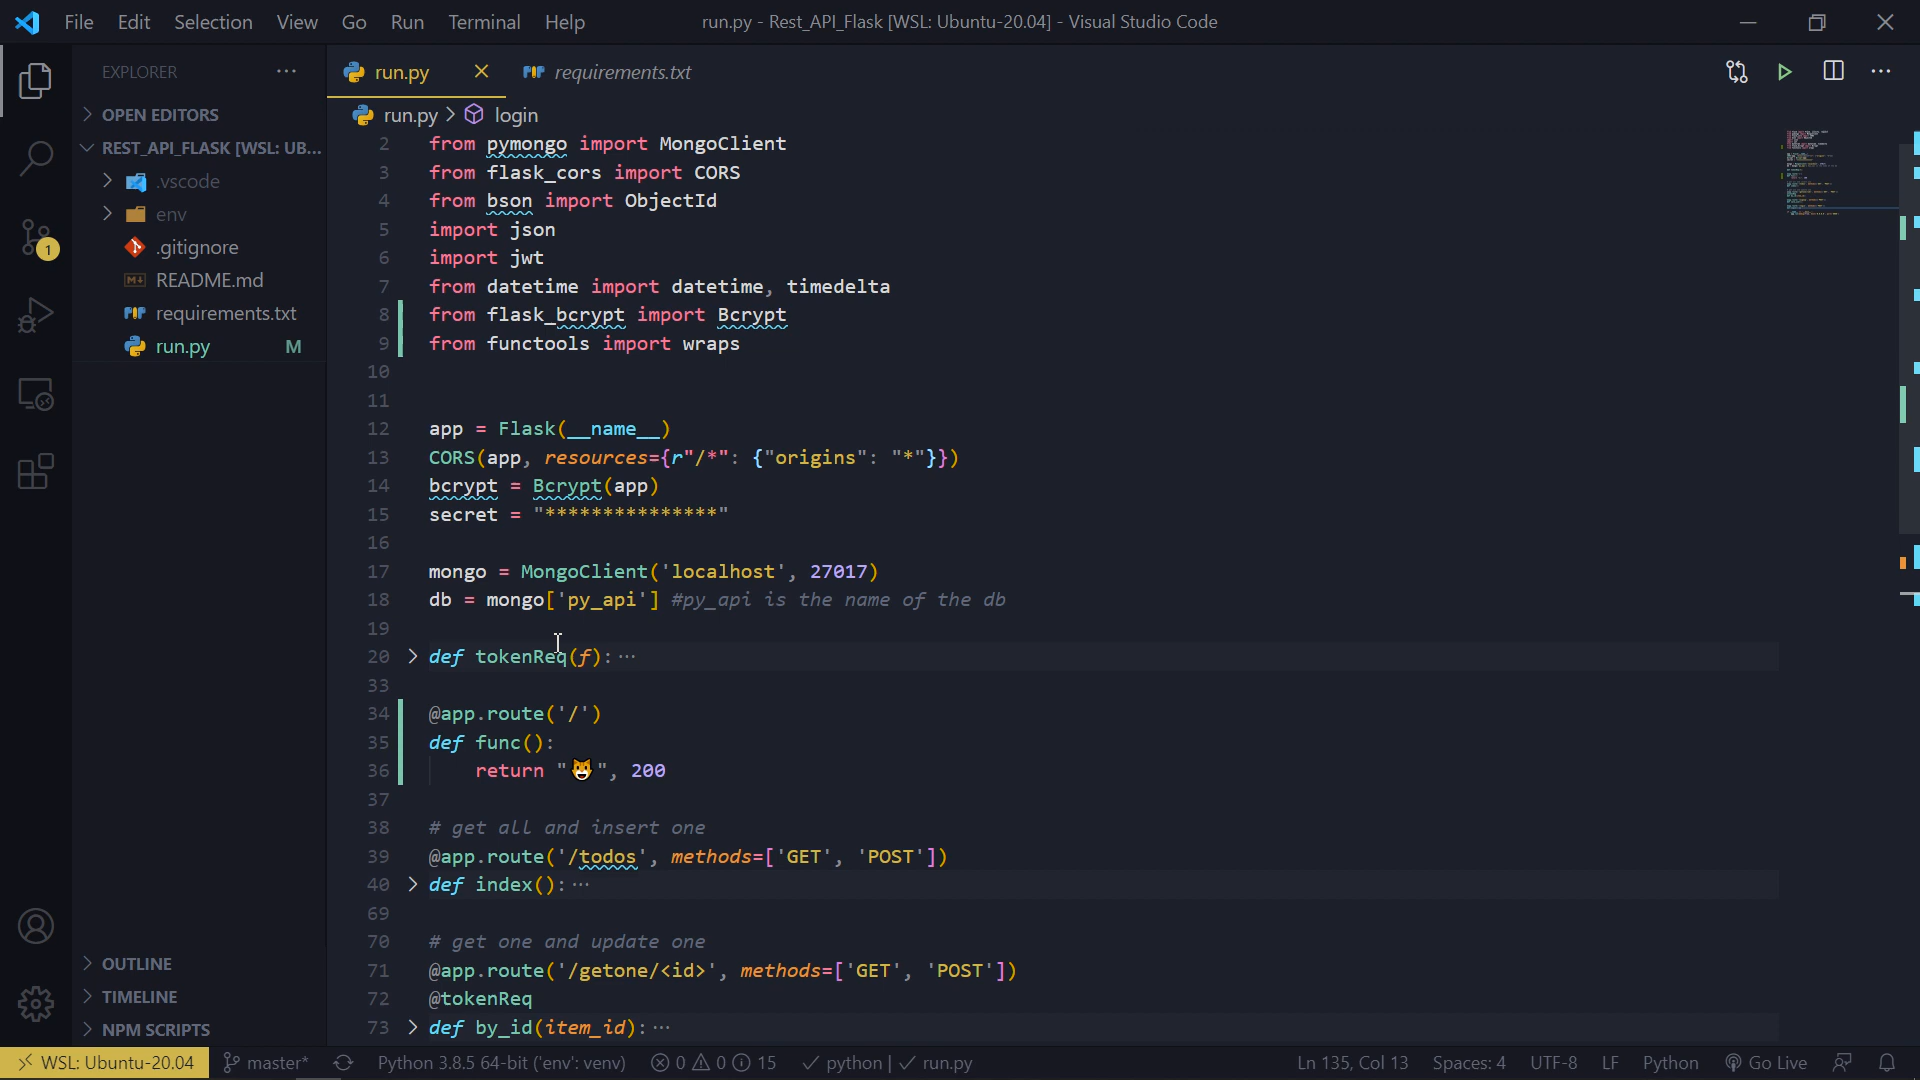 File Edit Selection View Go Run Terminal Help
run.py - Rest_API_Flask [WSL: Ubuntu-20.04] - Visual Studio Code
EXPLORER ···
run.py
requirements.txt
OPEN EDITORS
run.py > login
REST_API_FLASK [WSL: UB...
.vscode
env
.gitignore
README.md
requirements.txt
run.py M
1
2 from pymongo import MongoClient
3 from flask_cors import CORS
4 from bson import ObjectId
5 import json
6 import jwt
7 from datetime import datetime, timedelta
8 from flask_bcrypt import Bcrypt
9 from functools import wraps
10
11
12 app = Flask(__name__)
13 CORS(app, resources={r"/*": {"origins": "*"}})
14 bcrypt = Bcrypt(app)
15 secret = "***************"
16
17 mongo = MongoClient('localhost', 27017)
18 db = mongo['py_api'] #py_api is the name of the db
19
20 > def tokenReq(f): ···
33
34 @app.route('/')
35 def func():
36 return "😺", 200
37
38 # get all and insert one
39 @app.route('/todos', methods=['GET', 'POST'])
40 > def index(): ···
69
70 # get one and update one
71 @app.route('/getone/<id>', methods=['GET', 'POST'])
72 @tokenReq
73 > def by_id(item_id): ···
OUTLINE
TIMELINE
NPM SCRIPTS
WSL: Ubuntu-20.04 master* Python 3.8.5 64-bit ('env': venv) 0 0 15 ✓ python | ✓ run.py Ln 135, Col 13 Spaces: 4 UTF-8 LF Python Go Live